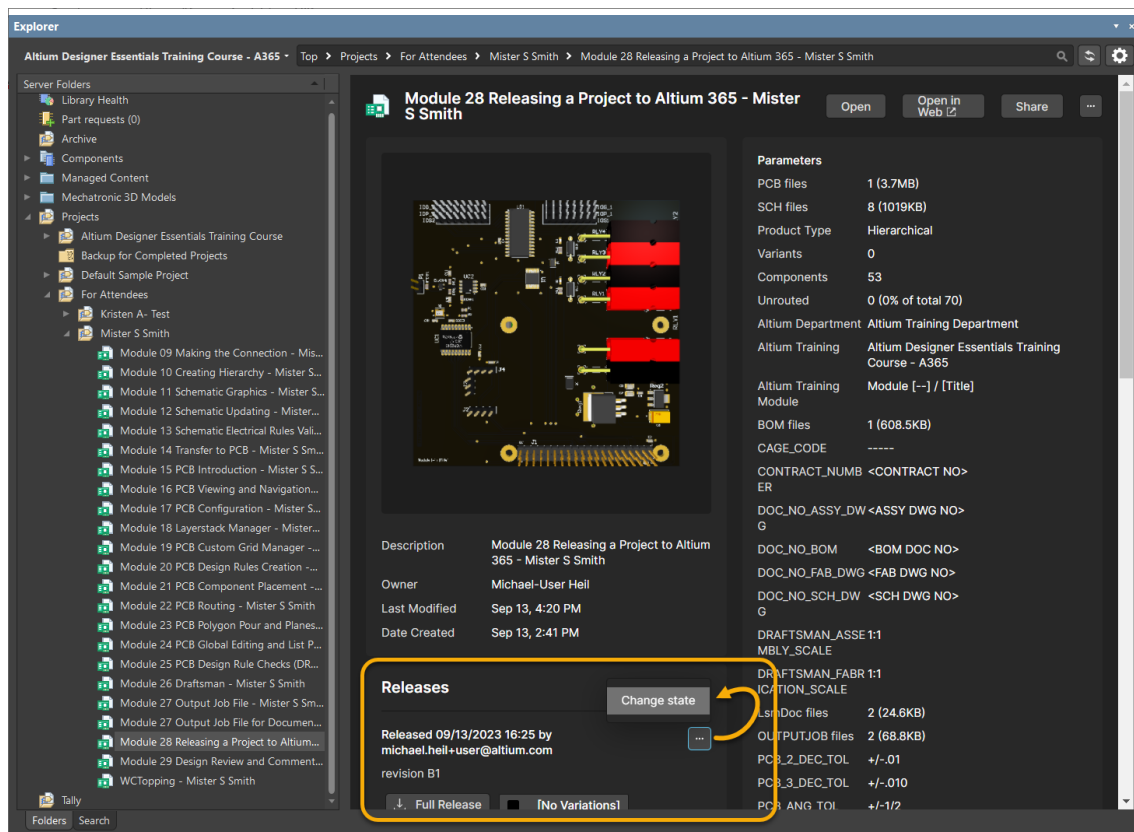 Explorer
Altium Designer Essentials Training Course - A365
Top
Projects
For Attendees
Mister S Smith
Module 28 Releasing a Project to Altium 365 - Mister S Smith
Server Folders
Library Health
Part requests (0)
Archive
Components
Managed Content
Mechatronic 3D Models
Projects
Altium Designer Essentials Training Course
Backup for Completed Projects
Default Sample Project
For Attendees
Kristen A- Test
Mister S Smith
Module 09 Making the Connection - Mis...
Module 10 Creating Hierarchy - Mister S...
Module 11 Schematic Graphics - Mister S...
Module 12 Schematic Updating - Mister...
Module 13 Schematic Electrical Rules Vali...
Module 14 Transfer to PCB - Mister S Sm...
Module 15 PCB Introduction - Mister S S...
Module 16 PCB Viewing and Navigation...
Module 17 PCB Configuration - Mister S...
Module 18 Layerstack Manager - Mister...
Module 19 PCB Custom Grid Manager -...
Module 20 PCB Design Rules Creation -...
Module 21 PCB Component Placement -...
Module 22 PCB Routing - Mister S Smith
Module 23 PCB Polygon Pour and Planes...
Module 24 PCB Global Editing and List P...
Module 25 PCB Design Rule Checks (DR...
Module 26 Draftsman - Mister S Smith
Module 27 Output Job File - Mister S Sm...
Module 27 Output Job File for Documen...
Module 28 Releasing a Project to Altium...
Module 29 Design Review and Comment...
WCTopping - Mister S Smith
Tally
Folders
Search
Module 28 Releasing a Project to Altium 365 - Mister
S Smith
Open
Open in
Web
Share
...
RLY4
RLY3
RLY2
RLY1
Description
Module 28 Releasing a Project to Altium
365 - Mister S Smith
Owner
Michael-User Heil
Last Modified
Sep 13, 4:20 PM
Date Created
Sep 13, 2:41 PM
Releases
Change state
Released 09/13/2023 16:25 by
michael.heil+user@altium.com
...
revision B1
Full Release
[No Variations]
Parameters
PCB files 1 (3.7MB)
SCH files 8 (1019KB)
Product Type Hierarchical
Variants 0
Components 53
Unrouted 0 (0% of total 70)
Altium Department Altium Training Department
Altium Training Altium Designer Essentials Training
Course - A365
Altium Training Module [--] / [Title]
Module
BOM files 1 (608.5KB)
CAGE_CODE -----
CONTRACT_NUMB <CONTRACT NO>
ER
DOC_NO_ASSY_DW <ASSY DWG NO>
G
DOC_NO_BOM <BOM DOC NO>
DOC_NO_FAB_DWG <FAB DWG NO>
DOC_NO_SCH_DW <SCH DWG NO>
G
DRAFTSMAN_ASSE 1:1
MBLY_SCALE
DRAFTSMAN_FABR 1:1
ICATION_SCALE
LsmDoc files 2 (24.6KB)
OUTPUTJOB files 2 (68.8KB)
PCB_2_DEC_TOL +/-.01
PCB_3_DEC_TOL +/-.010
PCB_ANG_TOL +/-1/2